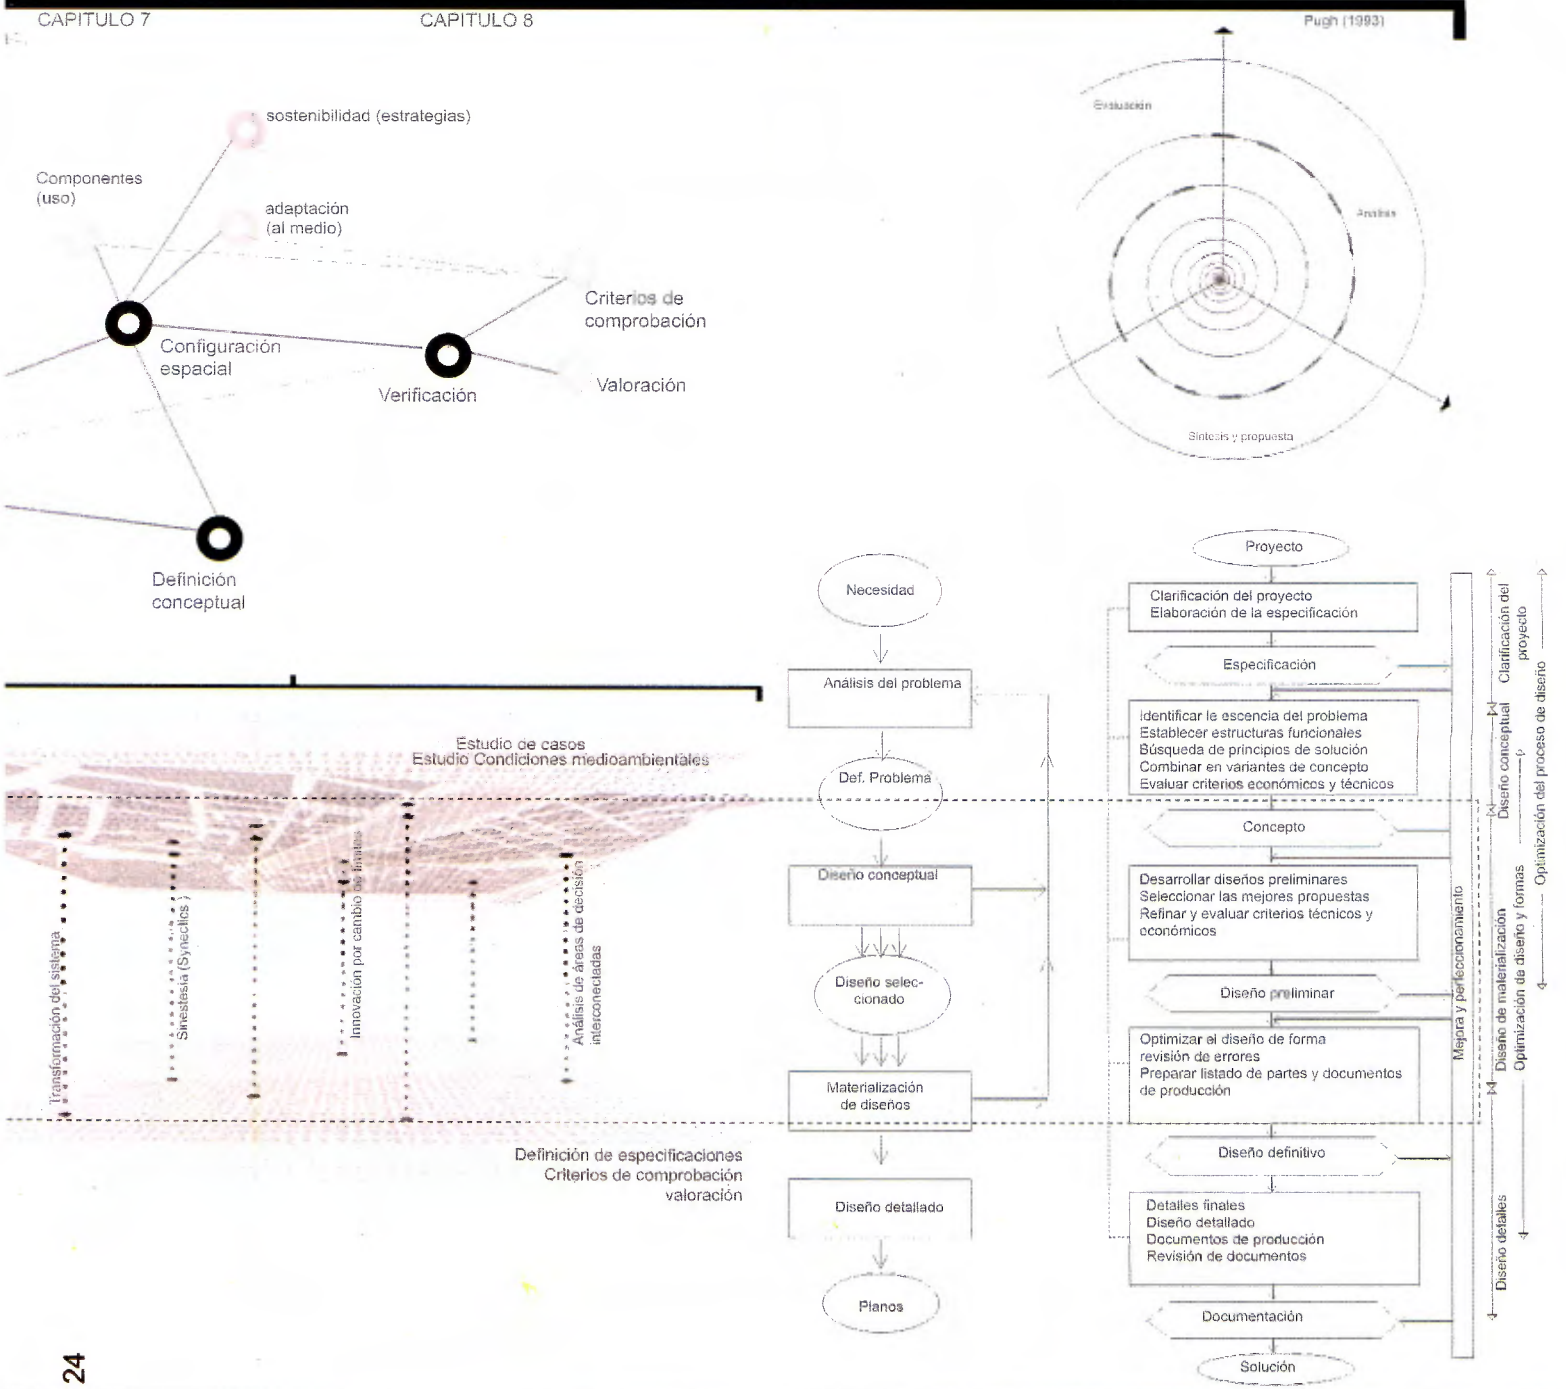 CAPITULO 7
CAPITULO 8
Pugh (1993)
sostenibilidad (estrategias)
Componentes
(uso)
adaptación
(al medio)
Configuración
espacial
Verificación
Criterios de
comprobación
Valoración
Definición
conceptual
Evaluación
Analisis
Sintesis y propuesta
Estudio de casos
Estudio Condiciones medioambientales
Transformación del sistema
Sinestesia (Synectics )
Innovación por cambio de limites
Análisis de áreas de decisión
interconectadas
Definición de especificaciones
Criterios de comprobación
valoración
Necesidad
Análisis del problema
Def. Problema
Diseño conceptual
Diseño selec-
cionado
Materialización
de diseños
Diseño detallado
Planos
Proyecto
Clarificación del proyecto
Elaboración de la especificación
Especificación
Identificar le escencia del problema
Establecer estructuras funcionales
Búsqueda de principios de solución
Combinar en variantes de concepto
Evaluar criterios económicos y técnicos
Concepto
Desarrollar diseños preliminares
Seleccionar las mejores propuestas
Refinar y evaluar criterios técnicos y
económicos
Diseño preliminar
Optimizar el diseño de forma
revisión de errores
Preparar listado de partes y documentos
de producción
Diseño definitivo
Detalles finales
Diseño detallado
Documentos de producción
Revisión de documentos
Documentación
Solución
Mejora y perfeccionamiento
Clarificación del
proyecto
Diseño conceptual
Diseño de materialización
Diseño detalles
Optimización de diseño y formas
Optimización del proceso de diseño
24